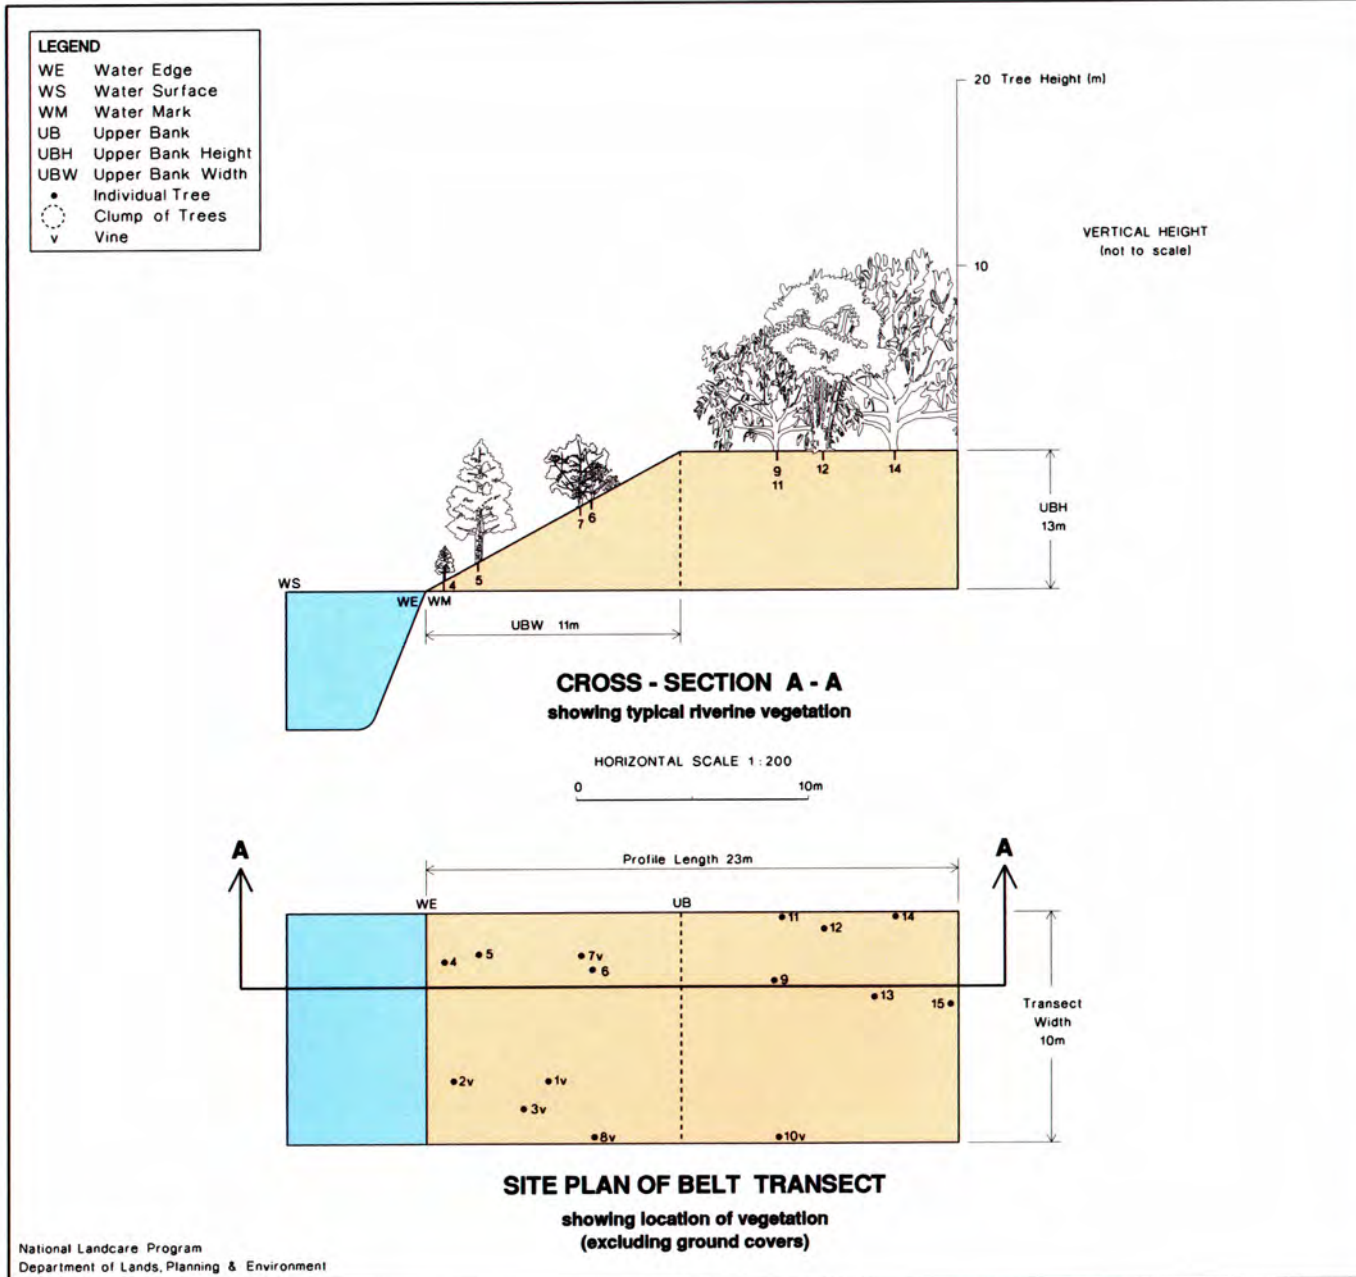 LEGEND
WE Water Edge
WS Water Surface
WM Water Mark
UB Upper Bank
UBH Upper Bank Height
UBW Upper Bank Width
• Individual Tree
Clump of Trees
v Vine
20 Tree Height (m)
10
VERTICAL HEIGHT
(not to scale)
9
11
12
14
7
6
5
4
UBH
13m
WS
WE
WM
UBW 11m
CROSS - SECTION A - A
showing typical riverine vegetation
HORIZONTAL SCALE 1 : 200
0
10m
A
A
Profile Length 23m
WE
UB
11
14
12
5
7v
4
6
9
13
15
Transect
Width
10m
2v
1v
3v
8v
10v
SITE PLAN OF BELT TRANSECT
showing location of vegetation
(excluding ground covers)
National Landcare Program
Department of Lands, Planning & Environment